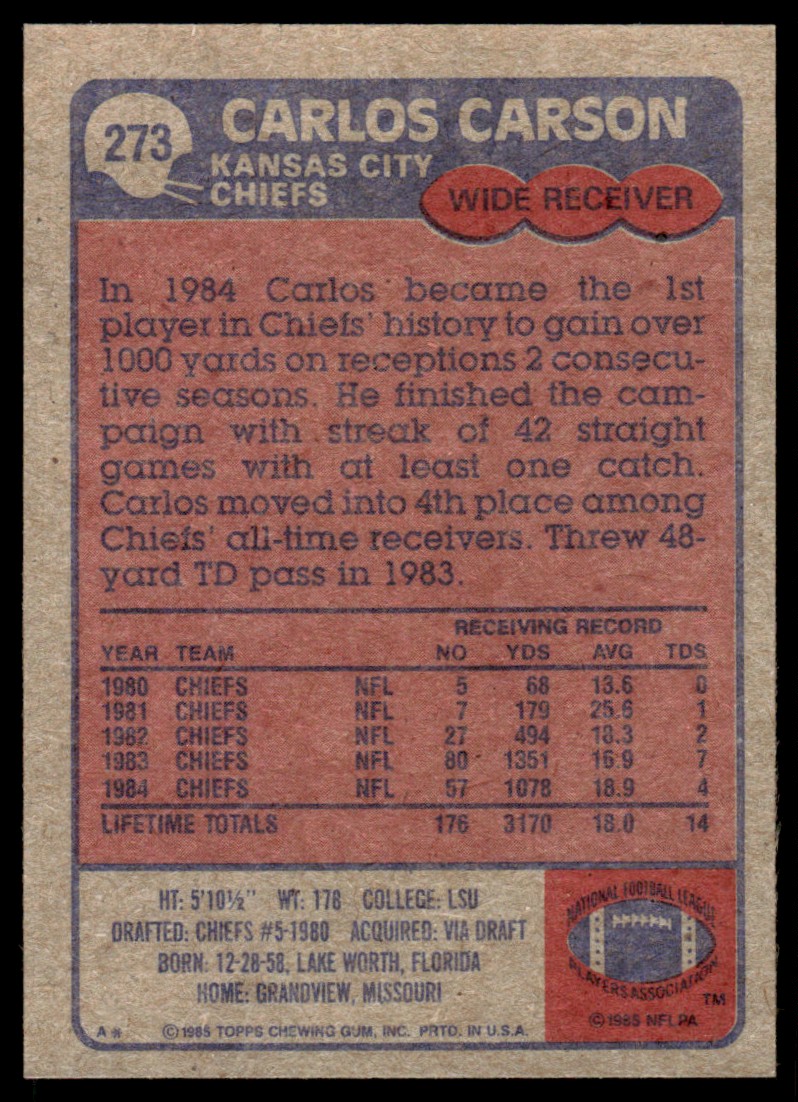 273
CARLOS CARSON
KANSAS CITY
CHIEFS
WIDE RECEIVER
In 1984 Carlos became the 1st
player in Chiefs' history to gain over
1000 yards on receptions 2 consecu-
tive seasons. He finished the cam-
paign with streak of 42 straight
games with at least one catch.
Carlos moved into 4th place among
Chiefs' all-time receivers. Threw 48-
yard TD pass in 1983.
RECEIVING RECORD
YEAR TEAM NO YDS AVG TDS
1980 CHIEFS NFL 5 68 13.6 0
1981 CHIEFS NFL 7 179 25.6 1
1982 CHIEFS NFL 27 494 18.3 2
1983 CHIEFS NFL 80 1351 16.9 7
1984 CHIEFS NFL 57 1078 18.9 4
LIFETIME TOTALS 176 3170 18.0 14
HT: 5'10½" WT: 178 COLLEGE: LSU
DRAFTED: CHIEFS #5-1980 ACQUIRED: VIA DRAFT
BORN: 12-28-58, LAKE WORTH, FLORIDA
HOME: GRANDVIEW, MISSOURI
A* ©1985 TOPPS CHEWING GUM, INC. PRTD. IN U.S.A.
NATIONAL FOOTBALL LEAGUE
PLAYERS ASSOCIATION
TM
©1985 NFLPA